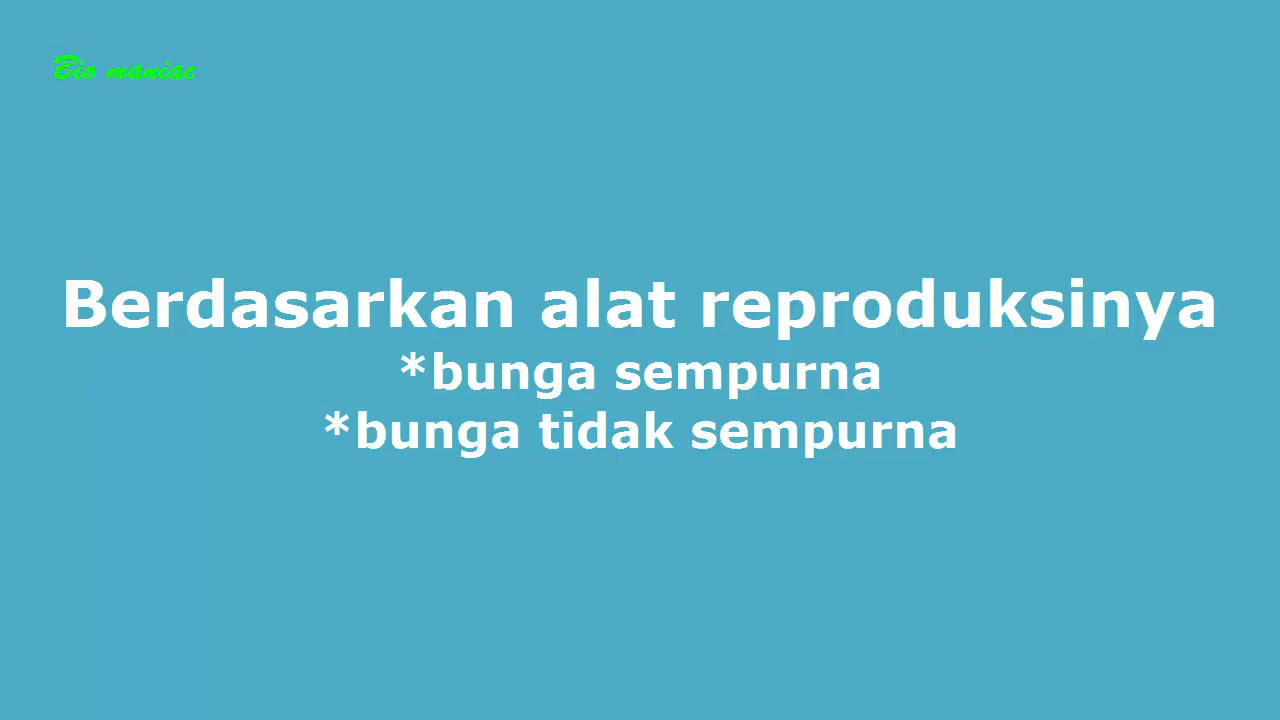 Bio maniac
Berdasarkan alat reproduksinya
*bunga sempurna
*bunga tidak sempurna